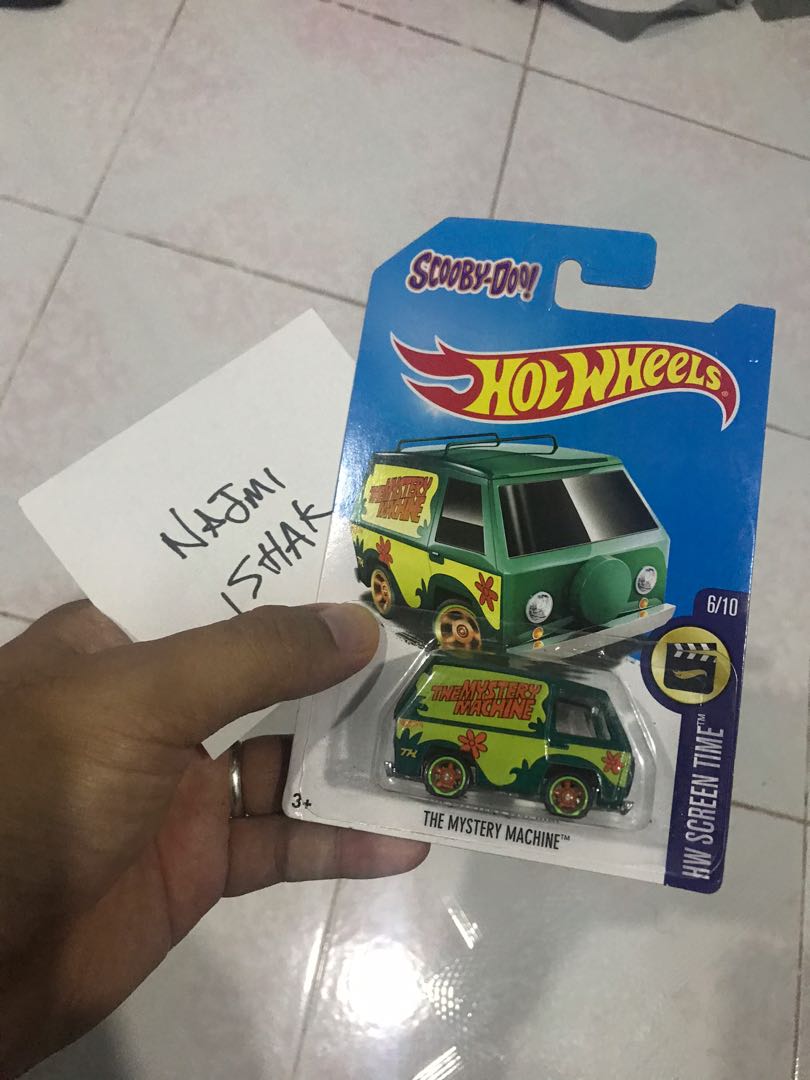 SCOOBY-DOO!
HOT WHEELS®
THE MYSTERY
MACHINE
6/10
NAJMI
ISHAK
THE MYSTERY
MACHINE
TH
HW SCREEN TIME™
3+
THE MYSTERY MACHINE™